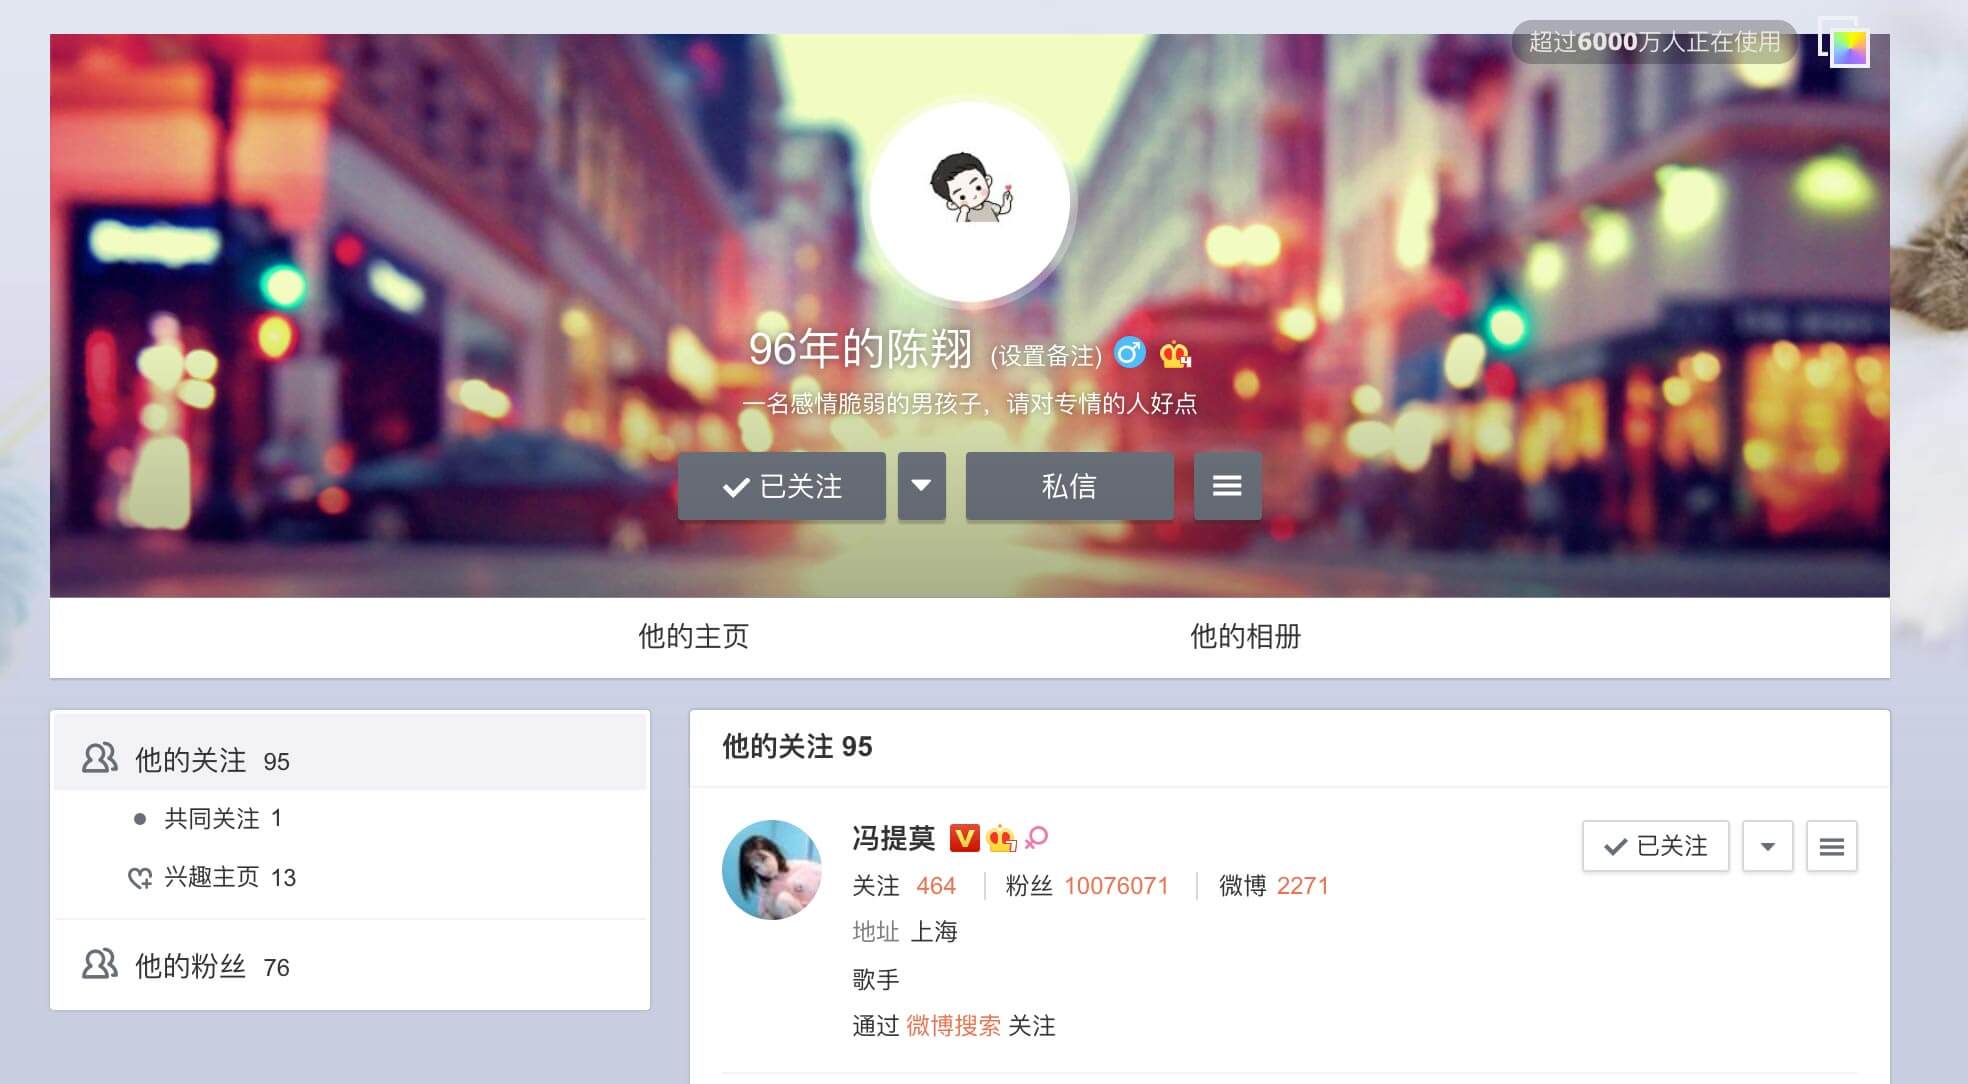 超过6000万人正在使用
96年的陈翔 (设置备注)
一名感情脆弱的男孩子，请对专情的人好点
已关注 私信
他的主页 他的相册
他的关注 95
共同关注 1
兴趣主页 13
他的粉丝 76
他的关注 95
冯提莫
已关注
关注 464 粉丝 10076071 微博 2271
地址 上海
歌手
通过 微博搜索 关注